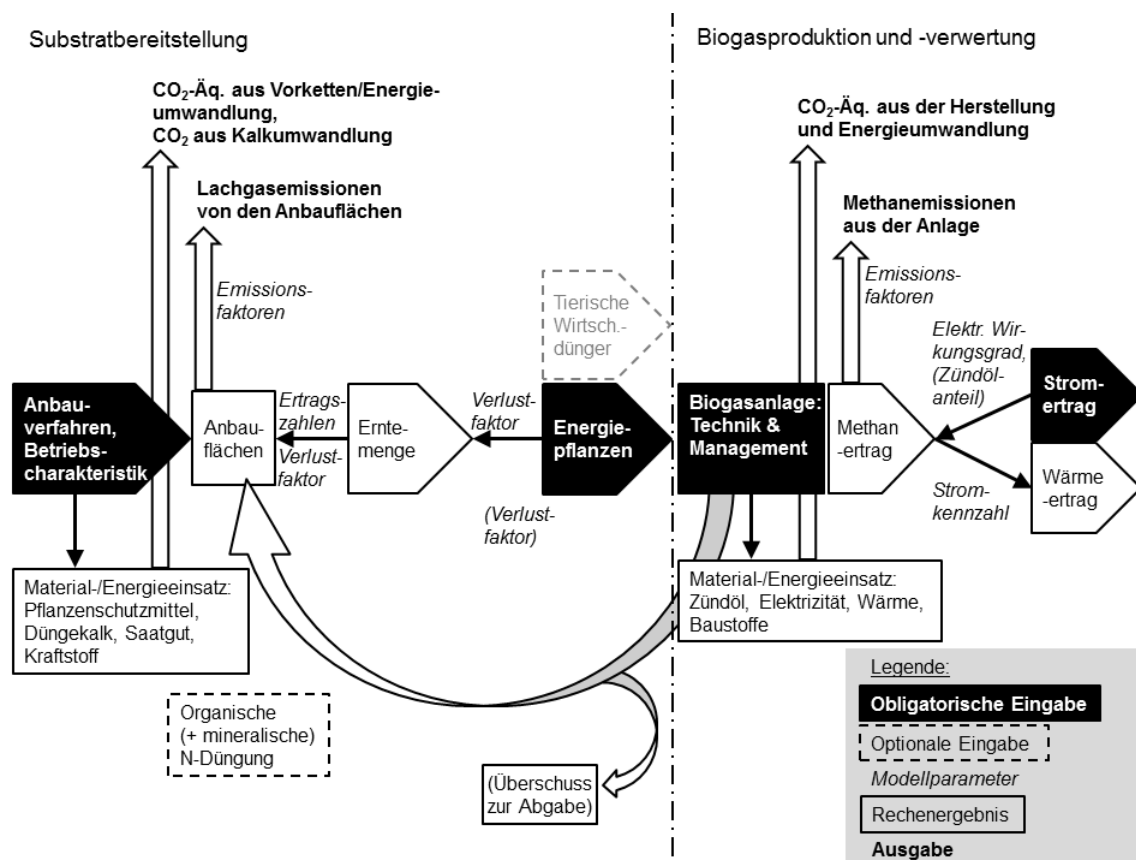 Substratbereitstellung
Biogasproduktion und -verwertung
CO₂-Äq. aus Vorketten/Energie-
umwandlung,
CO₂ aus Kalkumwandlung
CO₂-Äq. aus der Herstellung
und Energieumwandlung
Lachgasemissionen
von den Anbauflächen
Methanemissionen
aus der Anlage
Emissions-
faktoren
Emissions-
faktoren
Tierische
Wirtsch.-
dünger
Elektr. Wir-
kungsgrad,
(Zündöl-
anteil)
Anbau-
verfahren,
Betriebs-
charakteristik
Anbau-
flächen
Ertrags-
zahlen
Verlust-
faktor
Ernte-
menge
Verlust-
faktor
Energie-
pflanzen
Biogasanlage:
Technik &
Management
Methan
-ertrag
Strom-
ertrag
Wärme
-ertrag
Strom-
kennzahl
(Verlust-
faktor)
Material-/Energieeinsatz:
Pflanzenschutzmittel,
Düngekalk, Saatgut,
Kraftstoff
Material-/Energieeinsatz:
Zündöl, Elektrizität, Wärme,
Baustoffe
Organische
(+ mineralische)
N-Düngung
(Überschuss
zur Abgabe)
Legende:
Obligatorische Eingabe
Optionale Eingabe
Modellparameter
Rechenergebnis
Ausgabe